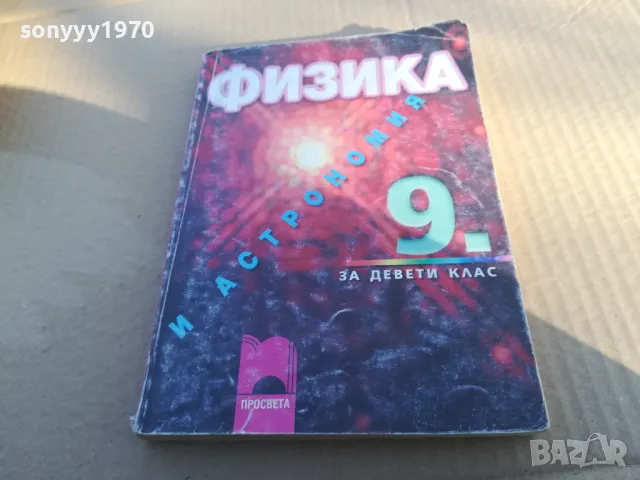 sonyyy1970
ФИЗИКА
И АСТРОНОМИЯ
9.
ЗА ДЕВЕТИ КЛАС
ПРОСВЕТА
BAZAR